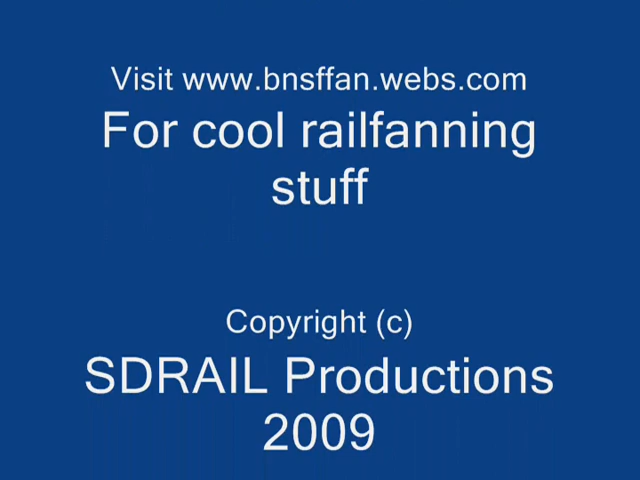 Visit www.bnsffan.webs.com
For cool railfanning
stuff
Copyright (c)
SDRAIL Productions
2009